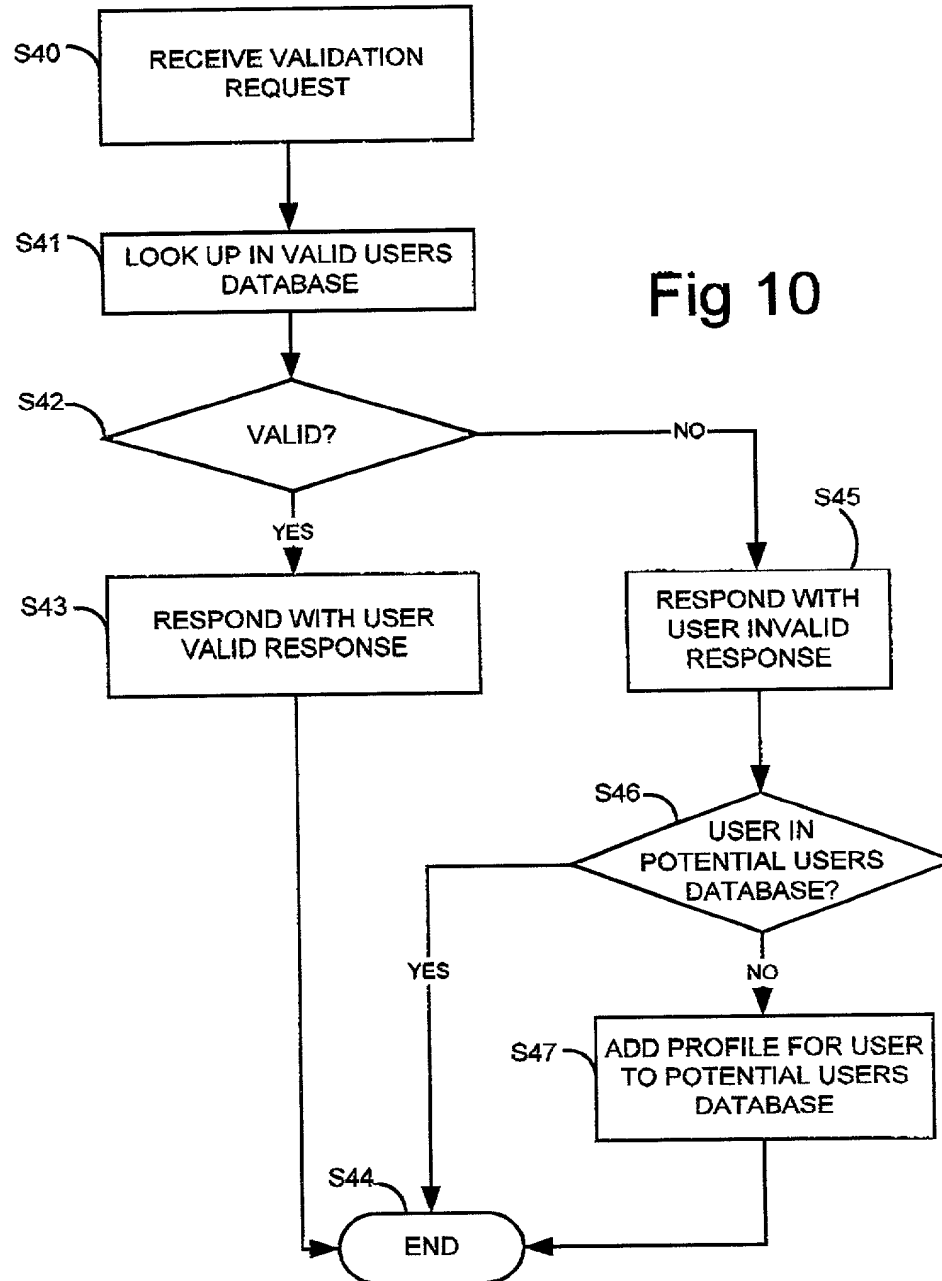 S40
RECEIVE VALIDATION
REQUEST
S41
LOOK UP IN VALID USERS
DATABASE
Fig 10
S42
VALID?
NO
YES
S45
S43
RESPOND WITH USER
VALID RESPONSE
RESPOND WITH
USER INVALID
RESPONSE
S46
USER IN
POTENTIAL USERS
DATABASE?
YES
NO
S47
ADD PROFILE FOR USER
TO POTENTIAL USERS
DATABASE
S44
END